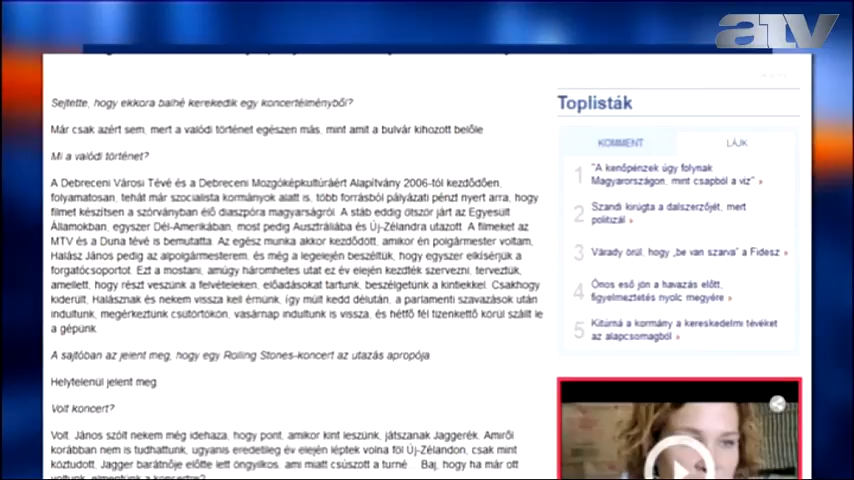 atv
Sejtette, hogy ekkora balhé kerekedik egy koncertélményből?
Már csak azért sem, mert a valódi történet egészen más, mint amit a bulvár kihozott belőle
Mi a valódi történet?
A Debreceni Városi Tévé és a Debreceni Mozgóképkultúráért Alapítvány 2006-tól kezdődően,
folyamatosan, tehát már szocialista kormányok alatt is, több forrásból pályázati pénzt nyert arra, hogy
filmet készítsen a szórványban élő diaszpóra magyarságról. A stáb eddig ötször járt az Egyesült
Államokban, egyszer Dél-Amerikában, most pedig Ausztráliába és Új-Zélandra utazott. A filmeket az
MTV és a Duna tévé is bemutatta. Az egész munka akkor kezdődött, amikor én polgármester voltam,
Halász János pedig az alpolgármesterem, és még a legelején beszéltük, hogy egyszer elkísérjük a
forgatócsoportot. Ezt a mostani, amúgy háromhetes utat ez év elején kezdték szervezni, terveztük,
amellett, hogy részt veszünk a felvételeken, előadásokat tartunk, beszélgetünk a kintiekkel. Csakhogy
kiderült, Halásznak és nekem vissza kell érnünk, így múlt kedd délután, a parlamenti szavazások után
indultunk, megérkeztünk csütörtökön, vasárnap indultunk is vissza, és hétfő fél tizenkettő körül szállt le
a gépünk.
A sajtóban az jelent meg, hogy egy Rolling Stones-koncert az utazás apropója.
Helytelenül jelent meg
Volt koncert?
Volt. János szólt nekem még idehaza, hogy pont, amikor kint leszünk, játszanak Jaggerék. Amiről
korábban nem is tudhattunk, ugyanis eredetileg év elején léptek volna föl Új-Zélandon, csak mint
köztudott, Jagger barátnője előtte lett öngyilkos, ami miatt csúszott a turné... Baj, hogy ha már ott
voltunk, elmentünk a koncertre?
Toplisták
KOMMENT LÁJK
1 "A kenőpénzek úgy folynak
Magyarországon, mint csapból a víz" »
2 Szandi kirúgta a dalszerzőjét, mert
politizál »
3 Várady örül, hogy „be van szarva” a Fidesz »
4 Ónos eső jön a havazás előtt,
figyelmeztetés nyolc megyére »
5 Kitúrná a kormány a kereskedelmi tévéket
az alapcsomagból »